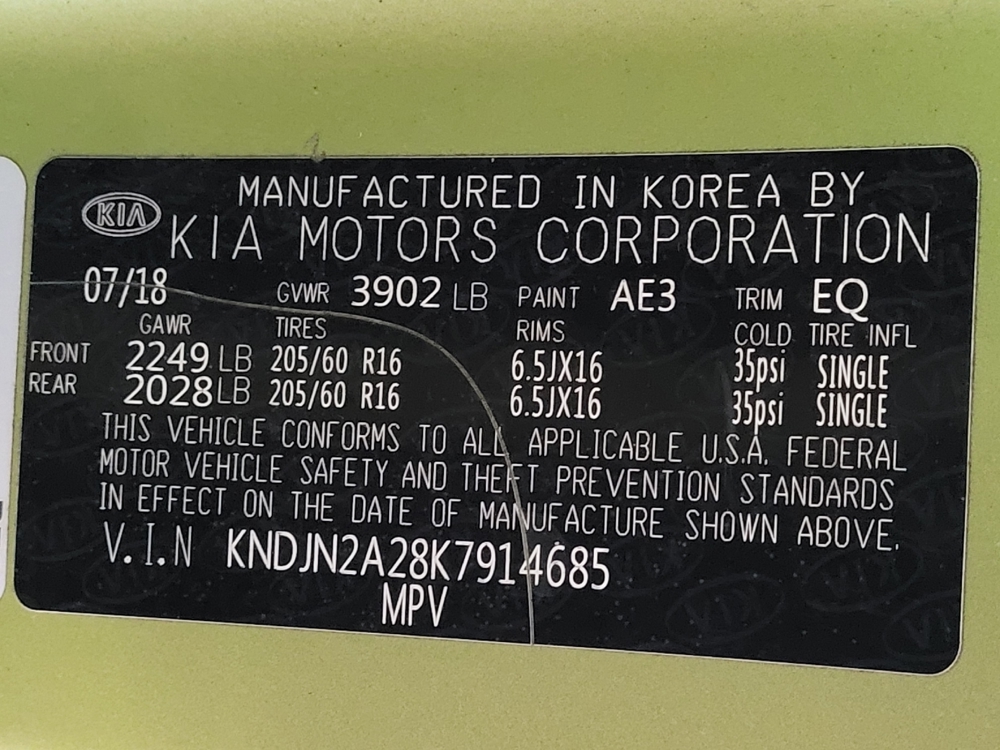 MANUFACTURED IN KOREA BY
KIA KIA MOTORS CORPORATION
07/18 GVWR 3902 LB PAINT AE3 TRIM EQ
GAWR TIRES RIMS COLD TIRE INFL
FRONT 2249 LB 205/60 R16 6.5JX16 35psi SINGLE
REAR 2028 LB 205/60 R16 6.5JX16 35psi SINGLE
THIS VEHICLE CONFORMS TO ALL APPLICABLE U.S.A. FEDERAL
MOTOR VEHICLE SAFETY AND THEFT PREVENTION STANDARDS
IN EFFECT ON THE DATE OF MANUFACTURE SHOWN ABOVE.
V.I.N KNDJN2A28K7914685
MPV